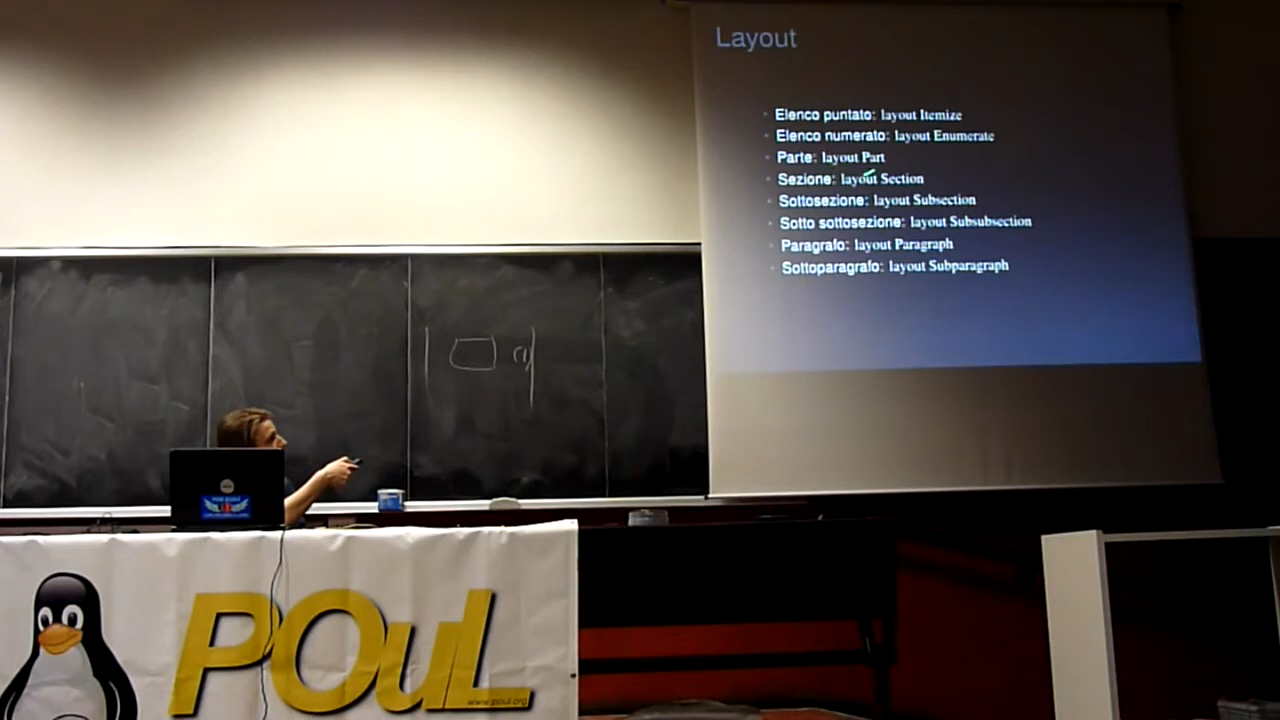 Layout
Elenco puntato: layout Itemize
Elenco numerato: layout Enumerate
Parte: layout Part
Sezione: layout Section
Sottosezione: layout Subsection
Sotto sottosezione: layout Subsubsection
Paragrafo: layout Paragraph
Sottoparagrafo: layout Subparagraph
(1)
POuL
www.poul.org